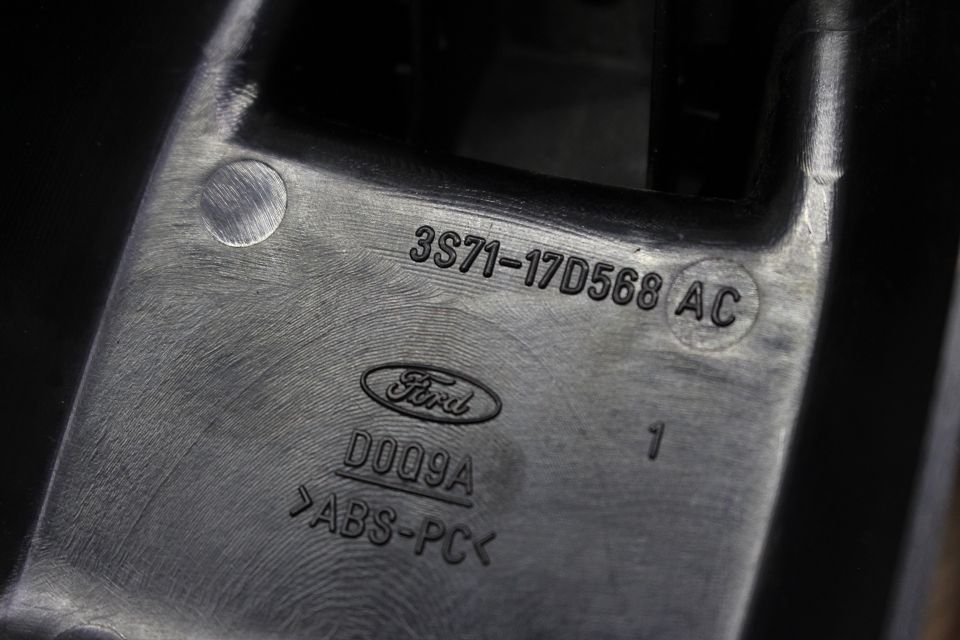 3S71-17D568 AC
Ford
1
D0Q9A
>ABS-PC<